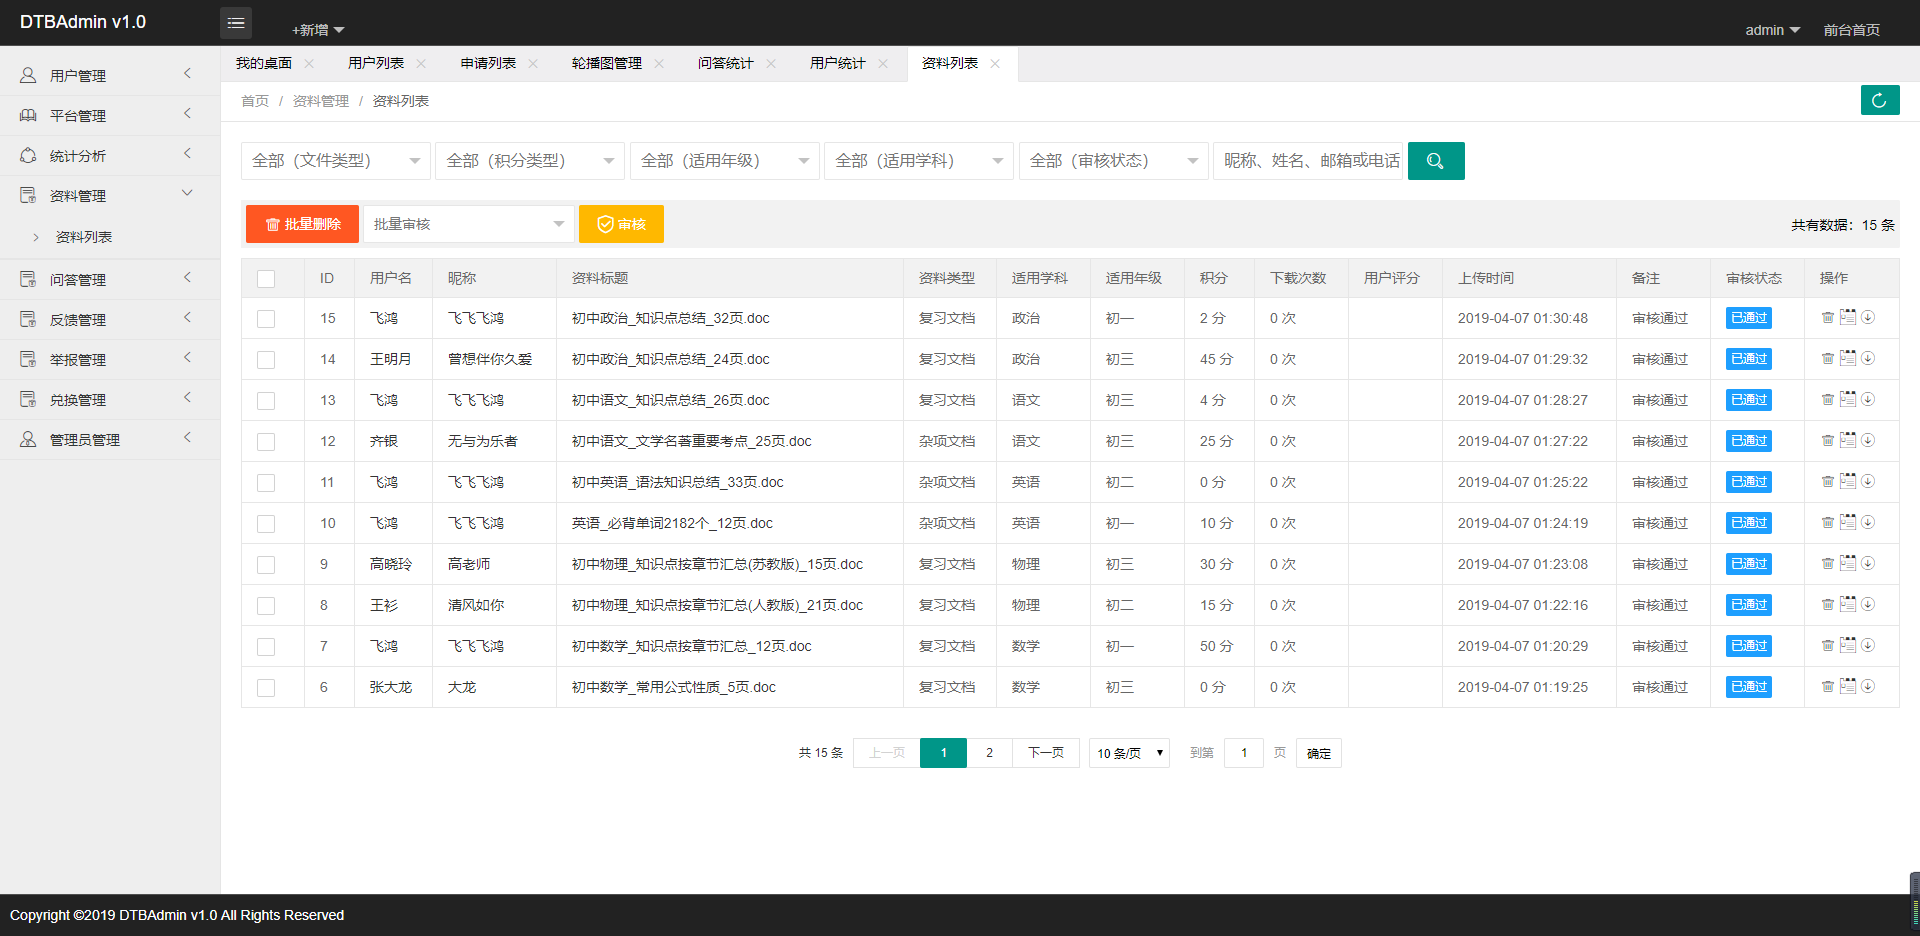 DTBAdmin v1.0
+新增
admin
前台首页
用户管理
平台管理
统计分析
资料管理
资料列表
问答管理
反馈管理
举报管理
兑换管理
管理员管理
我的桌面 用户列表 申请列表 轮播图管理 问答统计 用户统计 资料列表
首页 / 资料管理 / 资料列表
全部（文件类型） 全部（积分类型） 全部（适用年级） 全部（适用学科） 全部（审核状态） 昵称、姓名、邮箱或电话
批量删除 批量审核 审核 共有数据：15 条
ID 用户名 昵称 资料标题 资料类型 适用学科 适用年级 积分 下载次数 用户评分 上传时间 备注 审核状态 操作
15 飞鸿 飞飞飞鸿 初中政治_知识点总结_32页.doc 复习文档 政治 初一 2 分 0 次 2019-04-07 01:30:48 审核通过 已通过
14 王明月 曾想伴你久爱 初中政治_知识点总结_24页.doc 复习文档 政治 初三 45 分 0 次 2019-04-07 01:29:32 审核通过 已通过
13 飞鸿 飞飞飞鸿 初中语文_知识点总结_26页.doc 复习文档 语文 初三 4 分 0 次 2019-04-07 01:28:27 审核通过 已通过
12 齐银 无与为乐者 初中语文_文学名著重要考点_25页.doc 杂项文档 语文 初三 25 分 0 次 2019-04-07 01:27:22 审核通过 已通过
11 飞鸿 飞飞飞鸿 初中英语_语法知识总结_33页.doc 杂项文档 英语 初二 0 分 0 次 2019-04-07 01:25:22 审核通过 已通过
10 飞鸿 飞飞飞鸿 英语_必背单词2182个_12页.doc 杂项文档 英语 初一 10 分 0 次 2019-04-07 01:24:19 审核通过 已通过
9 高晓玲 高老师 初中物理_知识点按章节汇总(苏教版)_15页.doc 复习文档 物理 初三 30 分 0 次 2019-04-07 01:23:08 审核通过 已通过
8 王衫 清风如你 初中物理_知识点按章节汇总(人教版)_21页.doc 复习文档 物理 初二 15 分 0 次 2019-04-07 01:22:16 审核通过 已通过
7 飞鸿 飞飞飞鸿 初中数学_知识点按章节汇总_12页.doc 复习文档 数学 初一 50 分 0 次 2019-04-07 01:20:29 审核通过 已通过
6 张大龙 大龙 初中数学_常用公式性质_5页.doc 复习文档 数学 初三 0 分 0 次 2019-04-07 01:19:25 审核通过 已通过
共 15 条 上一页 1 2 下一页 10 条/页 到第 1 页 确定
Copyright ©2019 DTBAdmin v1.0 All Rights Reserved